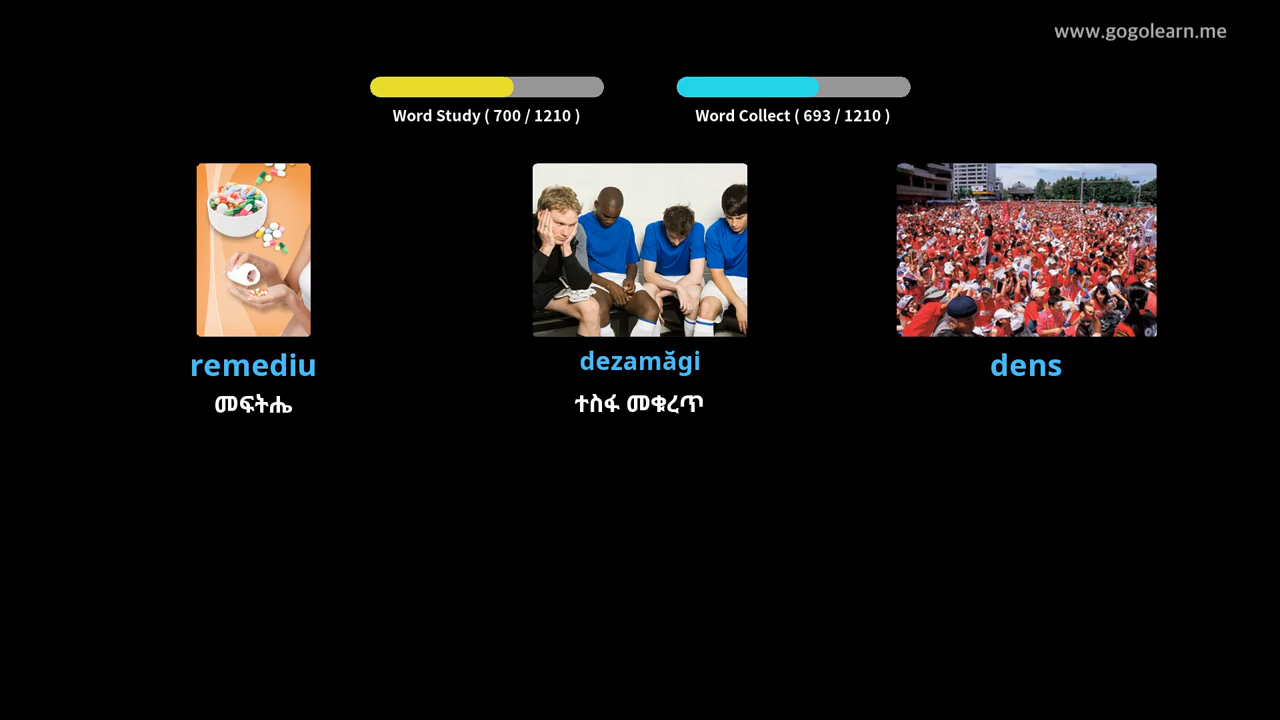 www.gogolearn.me
Word Study ( 700 / 1210 )
Word Collect ( 693 / 1210 )
remediu
dezamăgi
dens
መፍትሔ
ተስፋ መቁረጥ